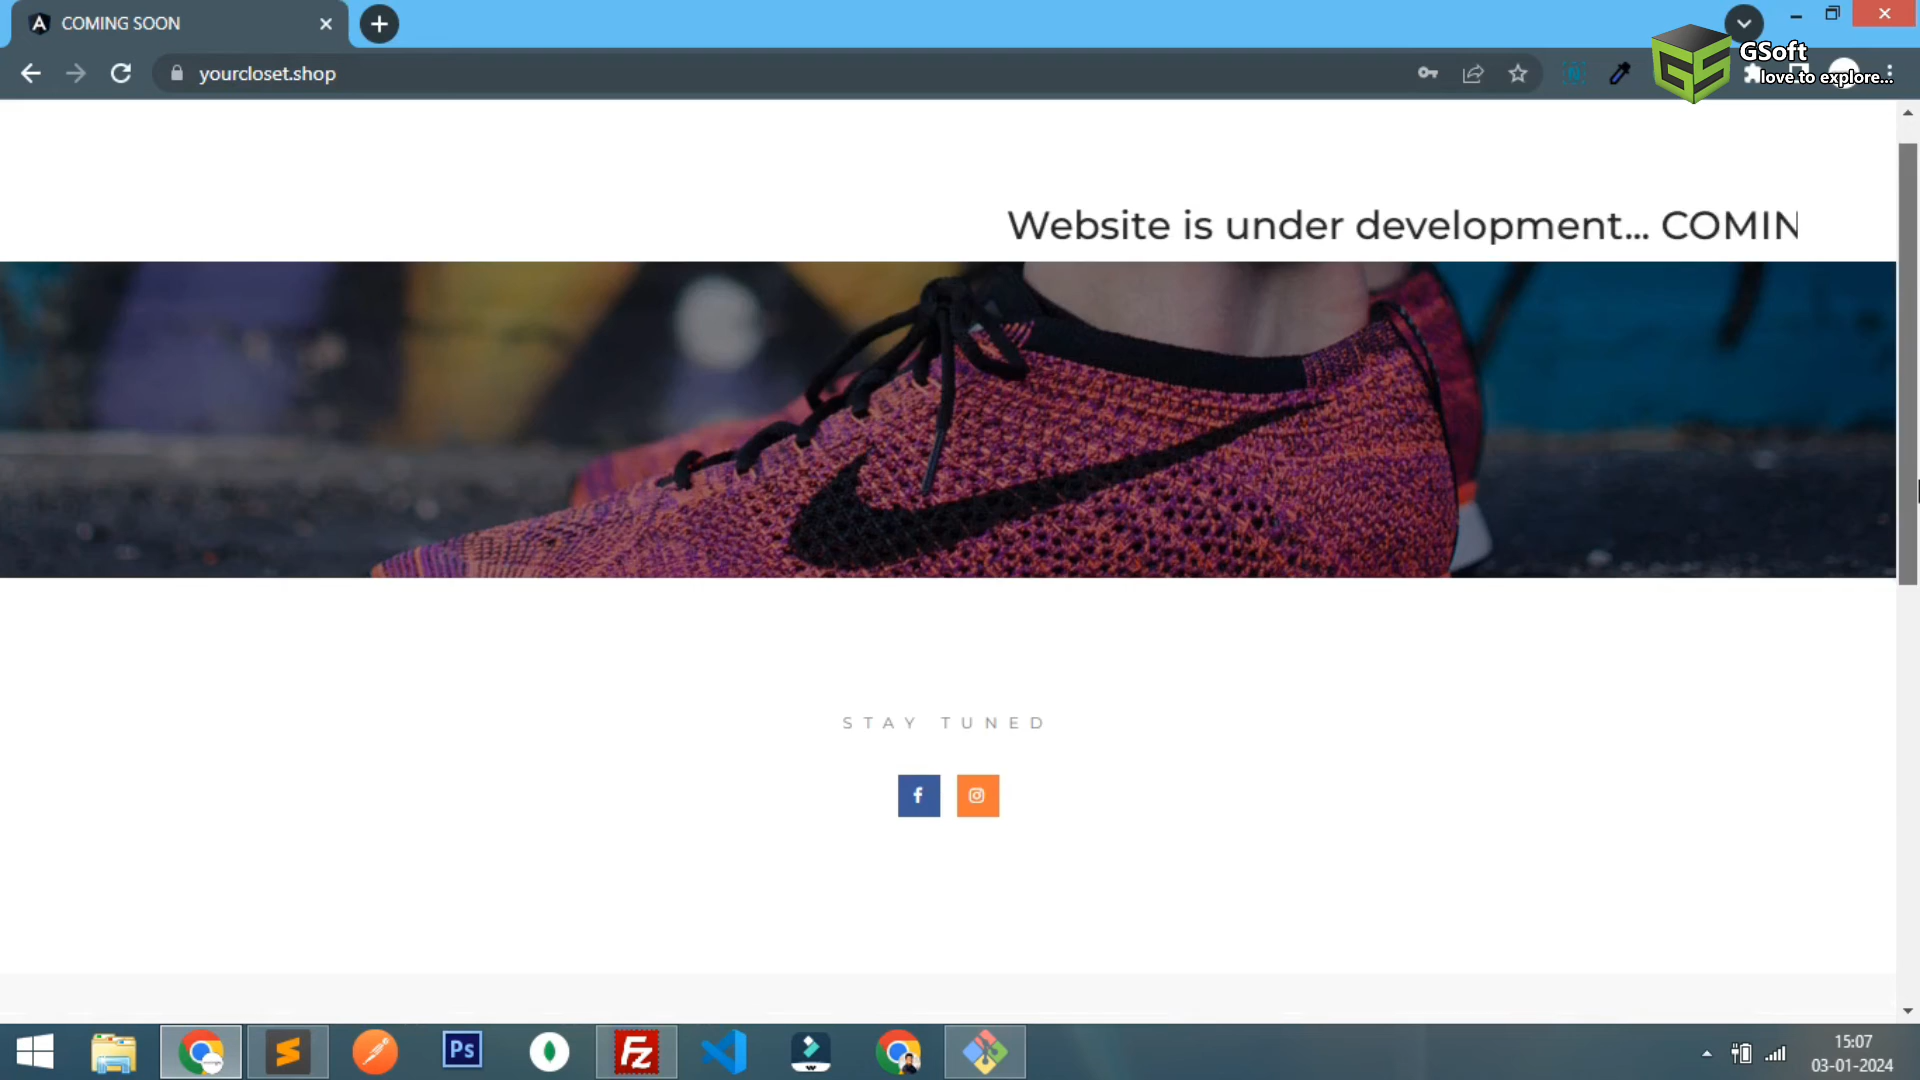 COMING SOON
yourcloset.shop
GSoft
love to explore...
Website is under development... COMIN
STAY TUNED
Ps
15:07
03-01-2024